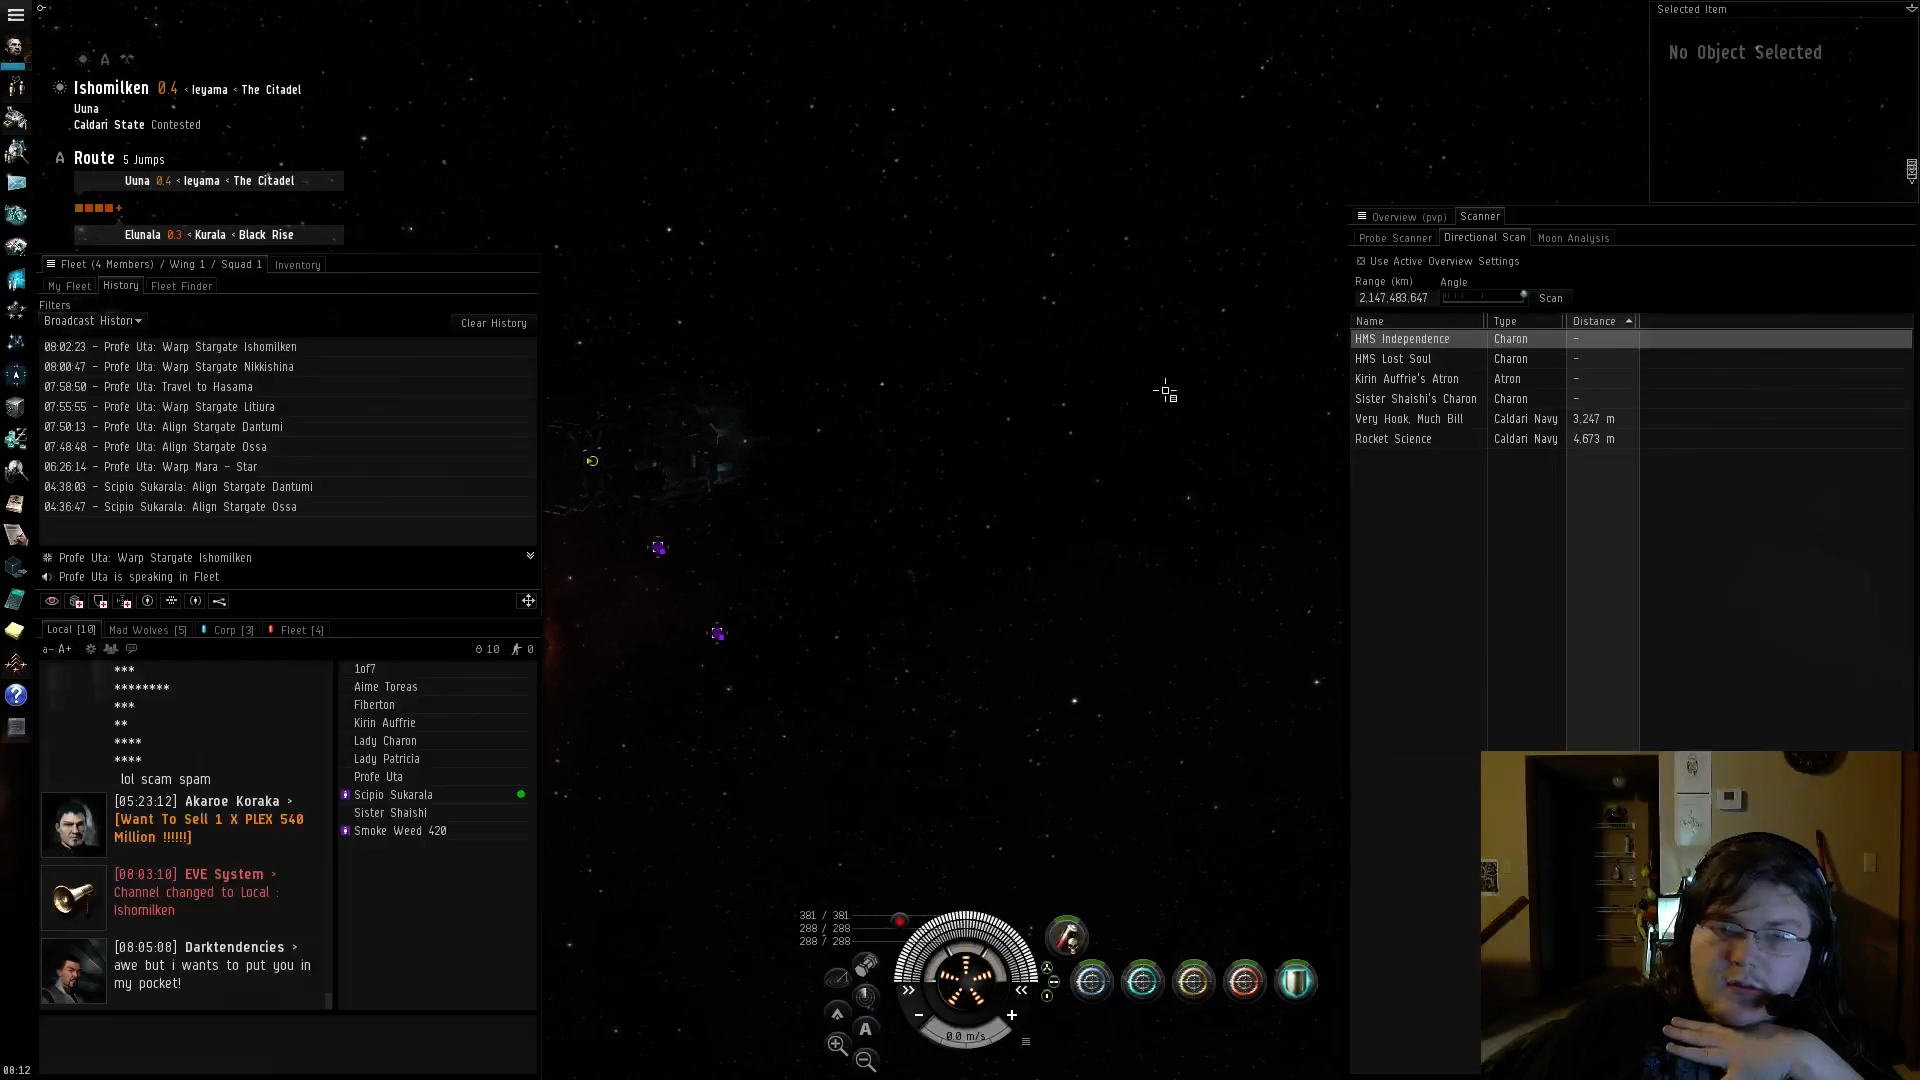 Selected Item
No Object Selected
Ishomilken 0.4 < Ieyama < The Citadel
Uuna
Caldari State Contested
Route 5 Jumps
Uuna 0.4 < Ieyama < The Citadel
Elunala 0.3 < Kurala < Black Rise
Fleet (4 Members) / Wing 1 / Squad 1 Inventory
My Fleet History Fleet Finder
Filters
Broadcast Histor
Clear History
08:02:23 - Profe Uta: Warp Stargate Ishomilken
08:00:47 - Profe Uta: Warp Stargate Nikkishina
07:58:50 - Profe Uta: Travel to Hasama
07:55:55 - Profe Uta: Warp Stargate Litiura
07:50:13 - Profe Uta: Align Stargate Dantumi
07:48:48 - Profe Uta: Align Stargate Ossa
06:26:14 - Profe Uta: Warp Mara - Star
04:38:03 - Scipio Sukarala: Align Stargate Dantumi
04:36:47 - Scipio Sukarala: Align Stargate Ossa
Profe Uta: Warp Stargate Ishomilken
Profe Uta is speaking in Fleet
Local [10] Mad Wolves [5] Corp [3] Fleet [4]
a- A+
10 0
***
********
***
**
****
****
lol scam spam
[05:23:12] Akaroe Koraka >
[Want To Sell 1 X PLEX 540
Million !!!!!!]
[08:03:10] EVE System >
Channel changed to Local :
Ishomilken
[08:05:08] Darktendencies >
awe but i wants to put you in
my pocket!
1of7
Aime Toreas
Fiberton
Kirin Auffrie
Lady Charon
Lady Patricia
Profe Uta
Scipio Sukarala
Sister Shaishi
Smoke Weed 420
08:12
381 / 381
288 / 288
288 / 288
0.0 m/s
Overview (pvp) Scanner
Probe Scanner Directional Scan Moon Analysis
Use Active Overview Settings
Range (km) Angle
2,147,483,647 Scan
Name Type Distance
HMS Independence Charon -
HMS Lost Soul Charon -
Kirin Auffrie's Atron Atron -
Sister Shaishi's Charon Charon -
Very Hook, Much Bill Caldari Navy 3,247 m
Rocket Science Caldari Navy 4,673 m